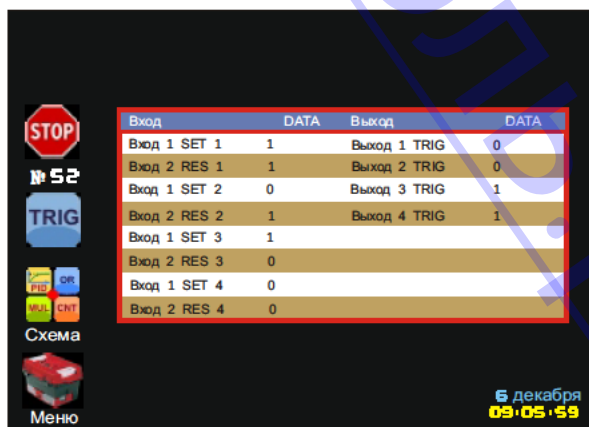 STOP
№ 52
TRIG
Вход DATA Выход DATA
Вход 1 SET 1 1 Выход 1 TRIG 0
Вход 2 RES 1 1 Выход 2 TRIG 0
Вход 1 SET 2 0 Выход 3 TRIG 1
Вход 2 RES 2 1 Выход 4 TRIG 1
Вход 1 SET 3 1
Вход 2 RES 3 0
Вход 1 SET 4 0
Вход 2 RES 4 0
PID OR
MUL CNT
Схема
Меню
6 декабря
09:05:59